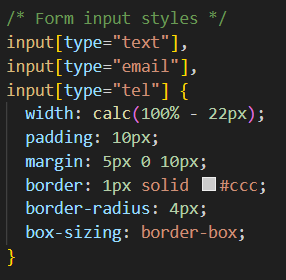 /* Form input styles */
input[type="text"],
input[type="email"],
input[type="tel"] {
  width: calc(100% - 22px);
  padding: 10px;
  margin: 5px 0 10px;
  border: 1px solid #ccc;
  border-radius: 4px;
  box-sizing: border-box;
}